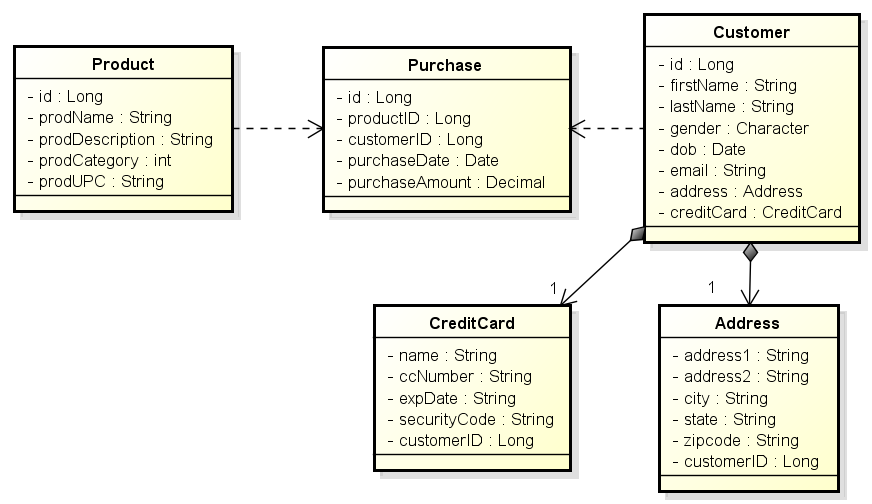 Product
- id : Long
- prodName : String
- prodDescription : String
- prodCategory : int
- prodUPC : String
Purchase
- id : Long
- productID : Long
- customerID : Long
- purchaseDate : Date
- purchaseAmount : Decimal
Customer
- id : Long
- firstName : String
- lastName : String
- gender : Character
- dob : Date
- email : String
- address : Address
- creditCard : CreditCard
1
1
CreditCard
- name : String
- ccNumber : String
- expDate : String
- securityCode : String
- customerID : Long
Address
- address1 : String
- address2 : String
- city : String
- state : String
- zipcode : String
- customerID : Long